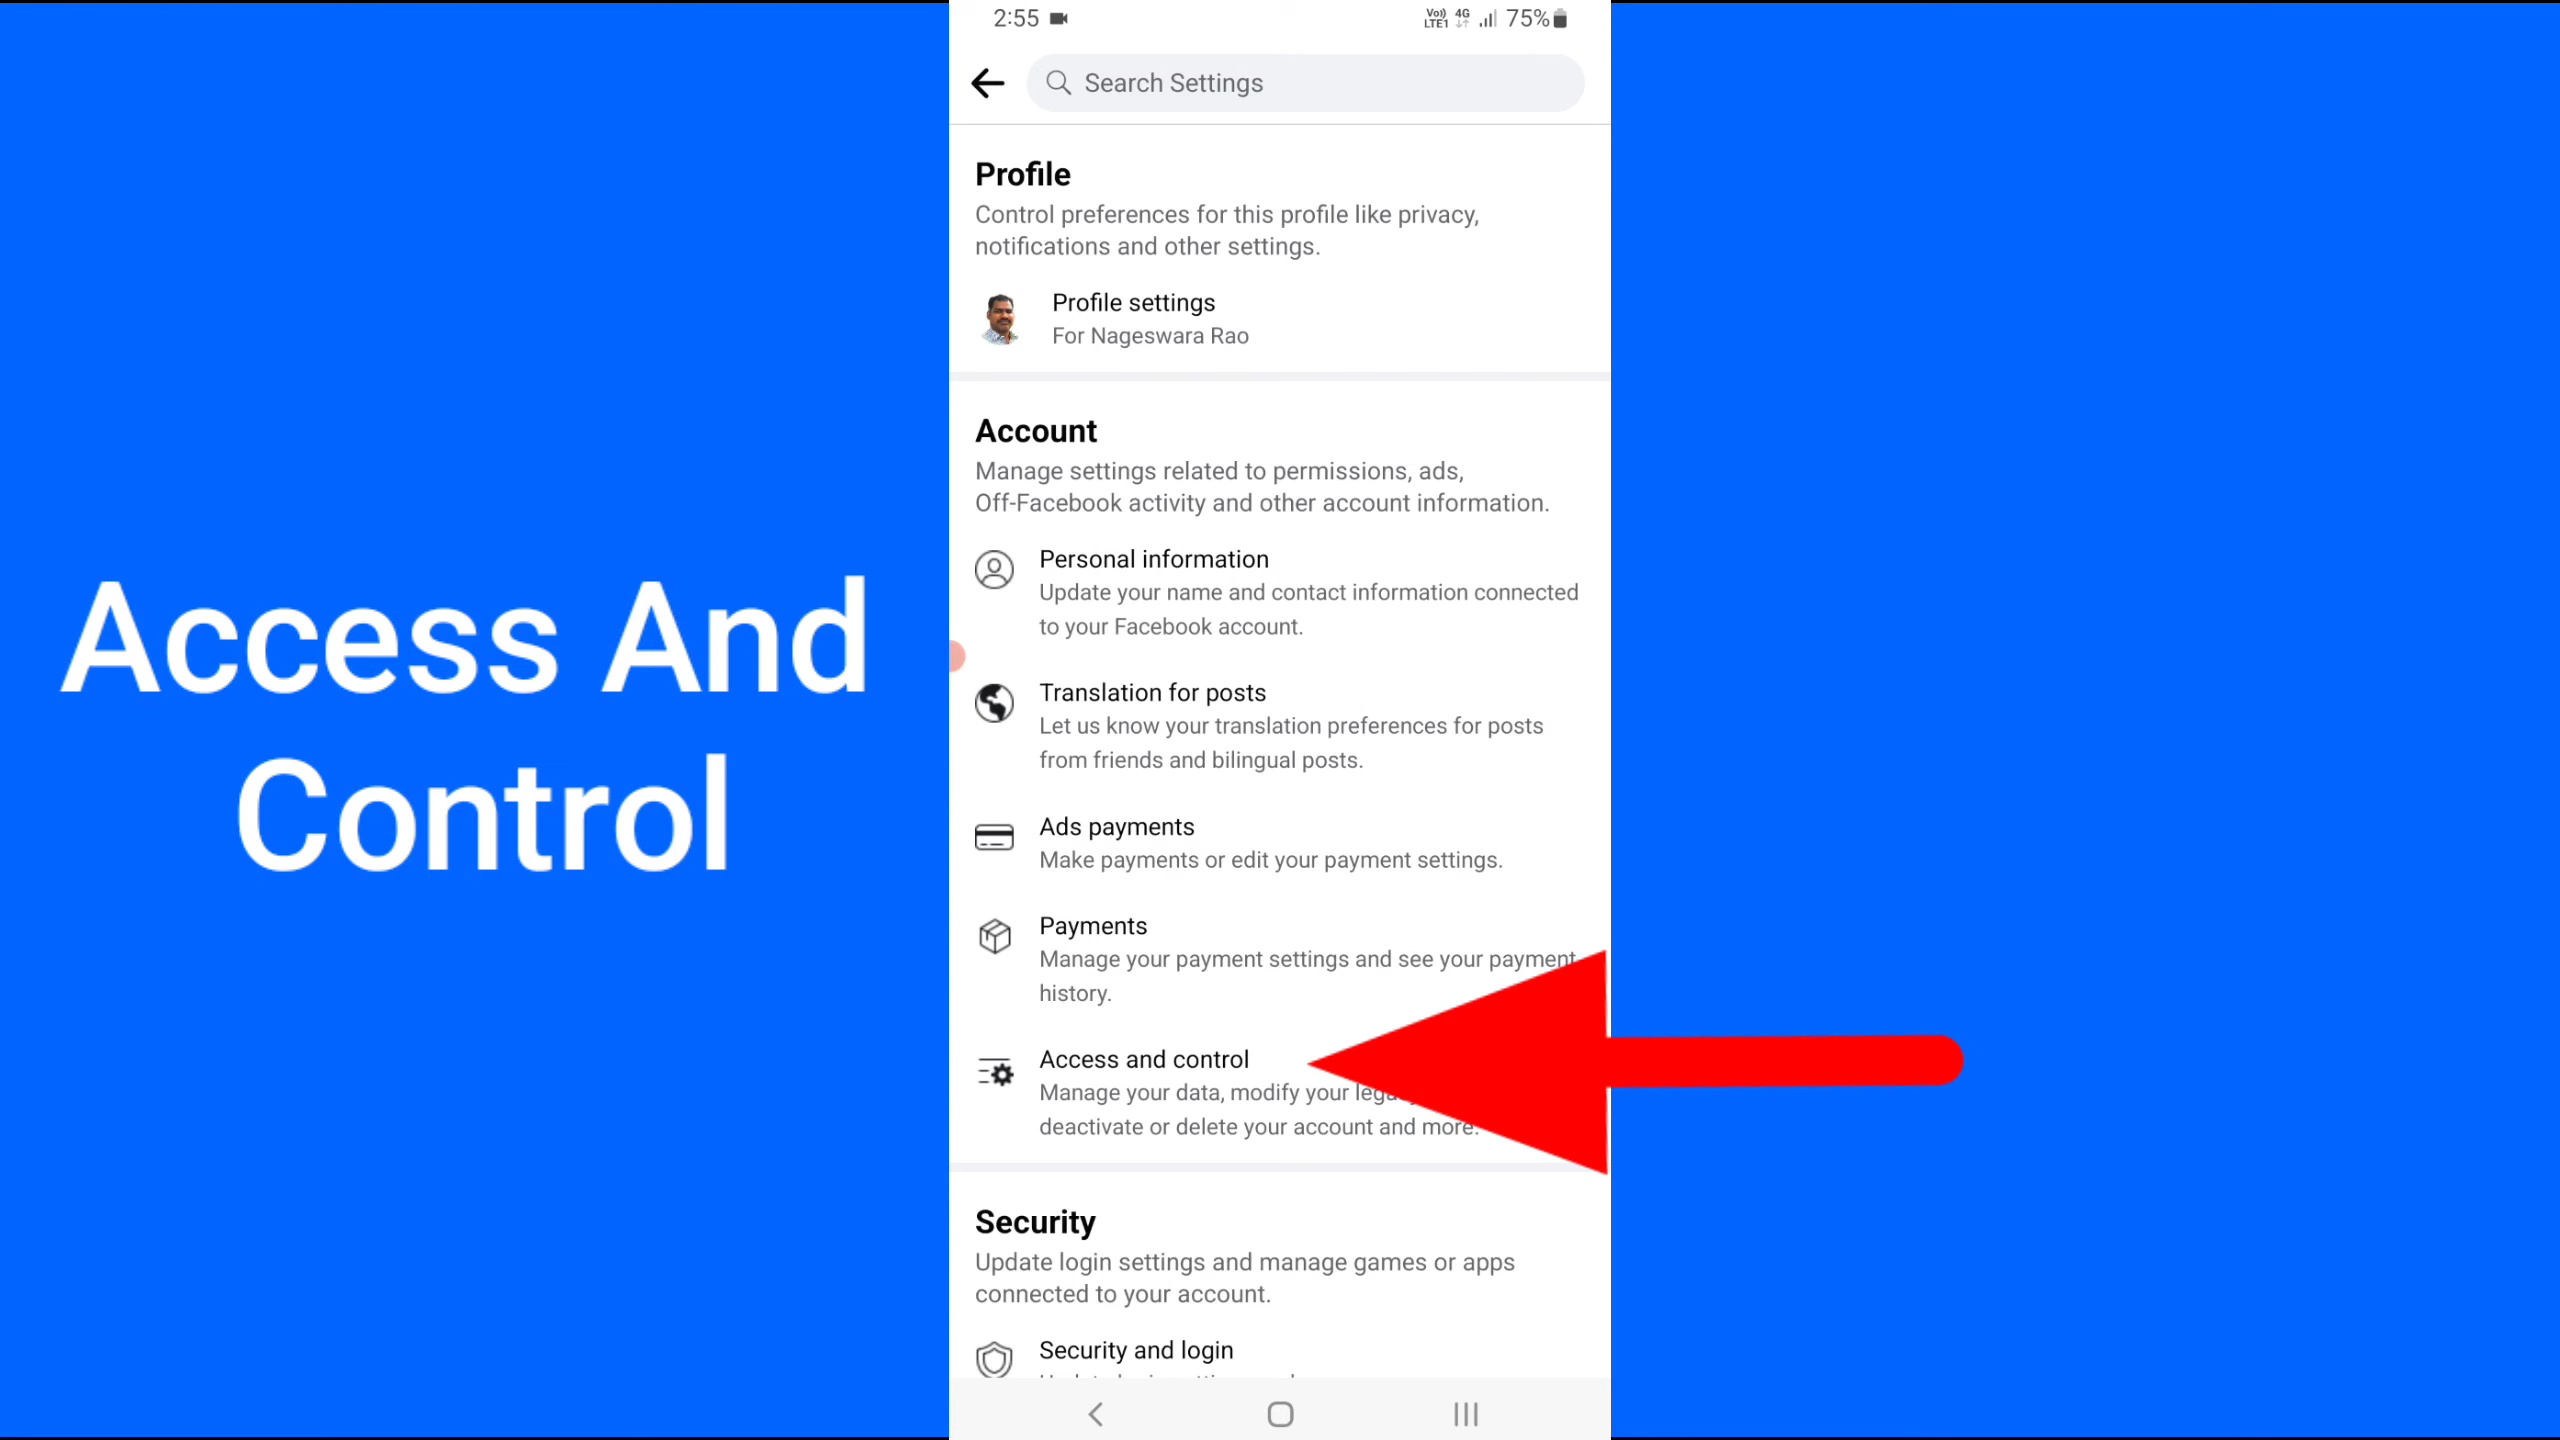 Access And
Control
2:55
Vo)) 4G
LTE1
75%
Search Settings
Profile
Control preferences for this profile like privacy,
notifications and other settings.
Profile settings
For Nageswara Rao
Account
Manage settings related to permissions, ads,
Off-Facebook activity and other account information.
Personal information
Update your name and contact information connected
to your Facebook account.
Translation for posts
Let us know your translation preferences for posts
from friends and bilingual posts.
Ads payments
Make payments or edit your payment settings.
Payments
Manage your payment settings and see your payment
history.
Access and control
Manage your data, modify your
deactivate or delete your account and more.
Security
Update login settings and manage games or apps
connected to your account.
Security and login